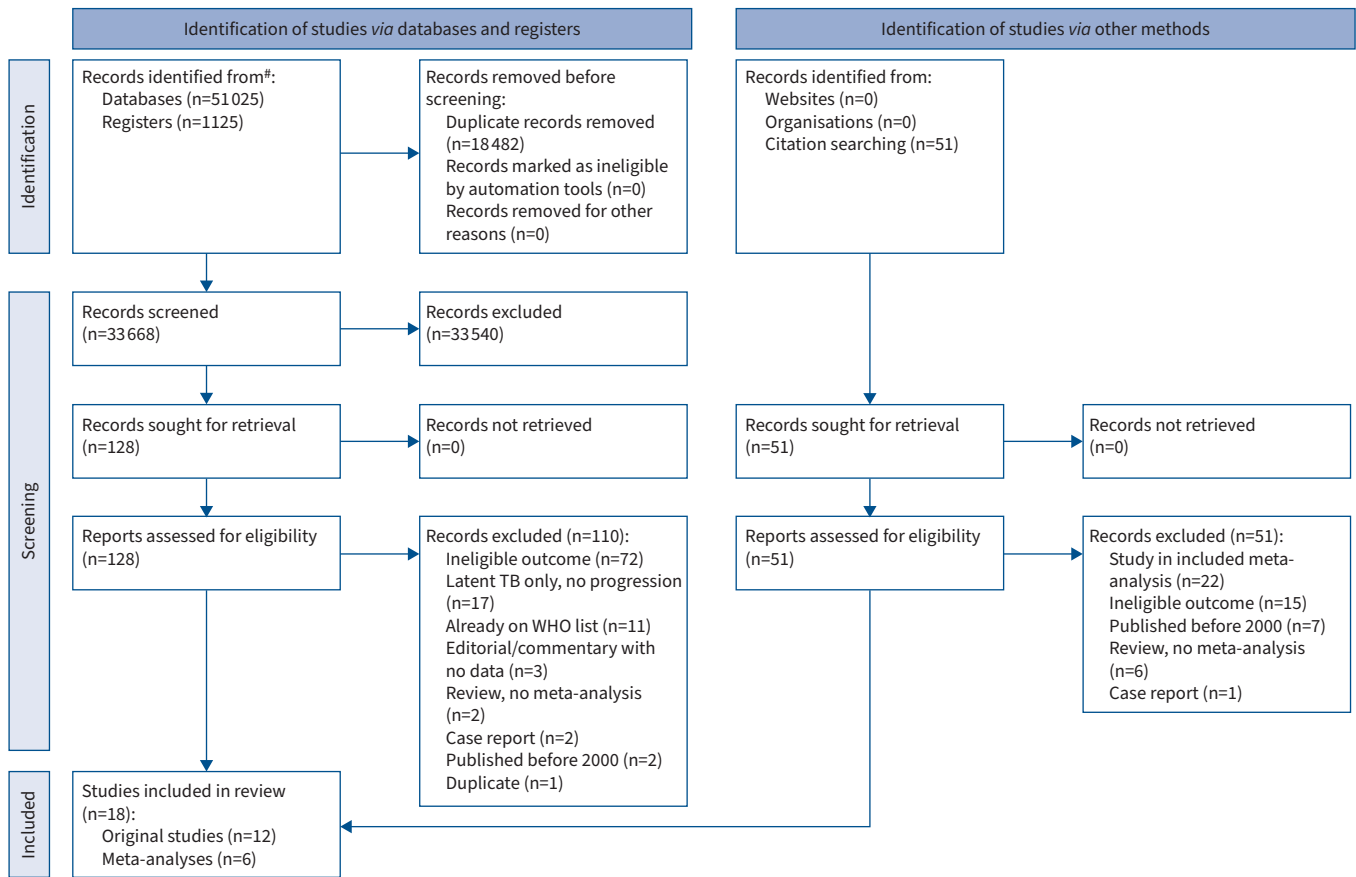 Identification of studies via databases and registers
Identification of studies via other methods
Identification
Records identified from#:
Databases (n=51 025)
Registers (n=1125)
Records removed before
screening:
Duplicate records removed
(n=18 482)
Records marked as ineligible
by automation tools (n=0)
Records removed for other
reasons (n=0)
Records identified from:
Websites (n=0)
Organisations (n=0)
Citation searching (n=51)
Screening
Records screened
(n=33 668)
Records excluded
(n=33 540)
Records sought for retrieval
(n=128)
Records not retrieved
(n=0)
Records sought for retrieval
(n=51)
Records not retrieved
(n=0)
Reports assessed for eligibility
(n=128)
Records excluded (n=110):
Ineligible outcome (n=72)
Latent TB only, no progression
(n=17)
Already on WHO list (n=11)
Editorial/commentary with
no data (n=3)
Review, no meta-analysis
(n=2)
Case report (n=2)
Published before 2000 (n=2)
Duplicate (n=1)
Reports assessed for eligibility
(n=51)
Records excluded (n=51):
Study in included meta-
analysis (n=22)
Ineligible outcome (n=15)
Published before 2000 (n=7)
Review, no meta-analysis
(n=6)
Case report (n=1)
Included
Studies included in review
(n=18):
Original studies (n=12)
Meta-analyses (n=6)